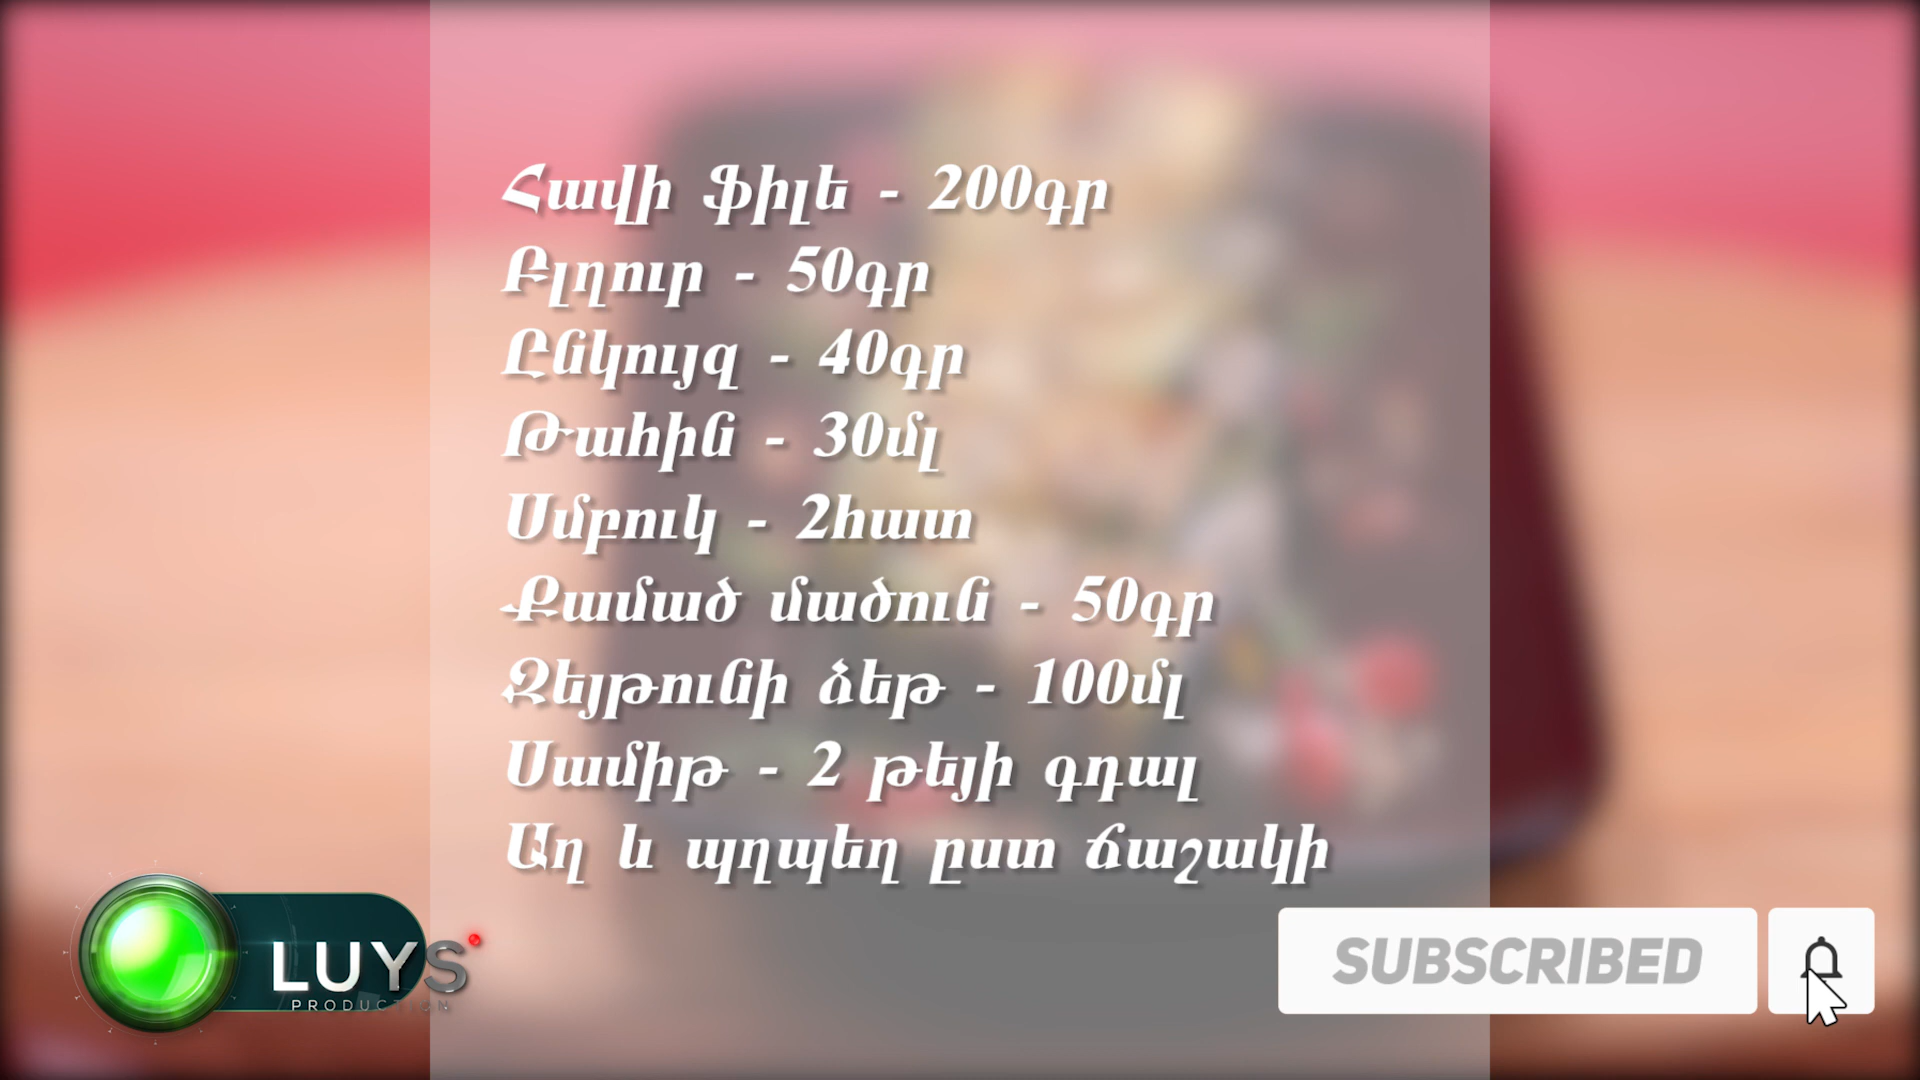 Հավի ֆիլե - 200գր
Բլղուր - 50գր
Ընկույզ - 40գր
Թահին - 30մլ
Սմբուկ - 2հատ
Քամած մածուն - 50գր
Ձեյթունի ձեթ - 100մլ
Սամիթ - 2 թեյի գդալ
Աղ և պղպեղ ըստ ճաշակի
LUYS
PRODUCTION
SUBSCRIBED